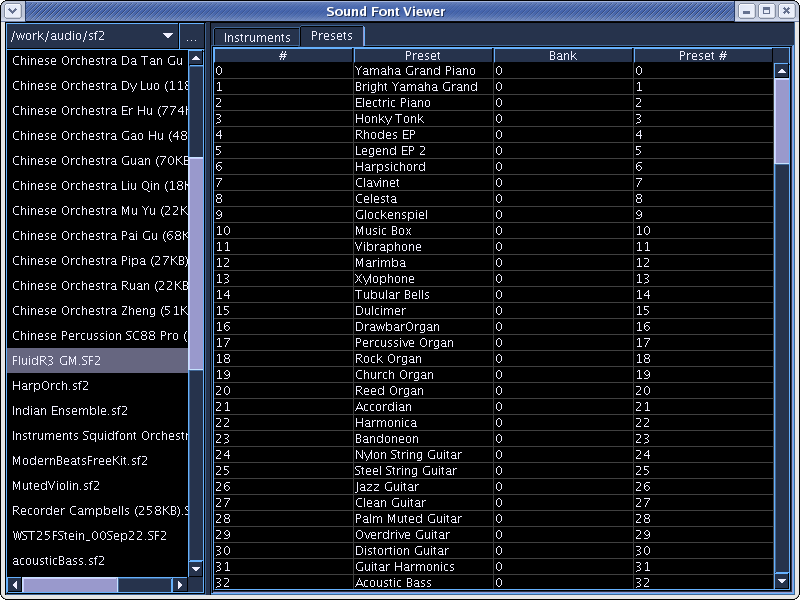 Sound Font Viewer
/work/audio/sf2
...
Chinese Orchestra Da Tan Gu
Chinese Orchestra Dy Luo (118
Chinese Orchestra Er Hu (774K
Chinese Orchestra Gao Hu (48
Chinese Orchestra Guan (70KB
Chinese Orchestra Liu Qin (18K
Chinese Orchestra Mu Yu (22K
Chinese Orchestra Pai Gu (68K
Chinese Orchestra Pipa (27KB)
Chinese Orchestra Ruan (22KB
Chinese Orchestra Zheng (51K
Chinese Percussion SC88 Pro (
FluidR3 GM.SF2
HarpOrch.sf2
Indian Ensemble.sf2
Instruments Squidfont Orchestr
ModernBeatsFreeKit.sf2
MutedViolin.sf2
Recorder Campbells (258KB).S
WST25FStein_00Sep22.SF2
acousticBass.sf2
Instruments Presets
# Preset Bank Preset #
0 Yamaha Grand Piano 0 0
1 Bright Yamaha Grand 0 1
2 Electric Piano 0 2
3 Honky Tonk 0 3
4 Rhodes EP 0 4
5 Legend EP 2 0 5
6 Harpsichord 0 6
7 Clavinet 0 7
8 Celesta 0 8
9 Glockenspiel 0 9
10 Music Box 0 10
11 Vibraphone 0 11
12 Marimba 0 12
13 Xylophone 0 13
14 Tubular Bells 0 14
15 Dulcimer 0 15
16 DrawbarOrgan 0 16
17 Percussive Organ 0 17
18 Rock Organ 0 18
19 Church Organ 0 19
20 Reed Organ 0 20
21 Accordian 0 21
22 Harmonica 0 22
23 Bandoneon 0 23
24 Nylon String Guitar 0 24
25 Steel String Guitar 0 25
26 Jazz Guitar 0 26
27 Clean Guitar 0 27
28 Palm Muted Guitar 0 28
29 Overdrive Guitar 0 29
30 Distortion Guitar 0 30
31 Guitar Harmonics 0 31
32 Acoustic Bass 0 32